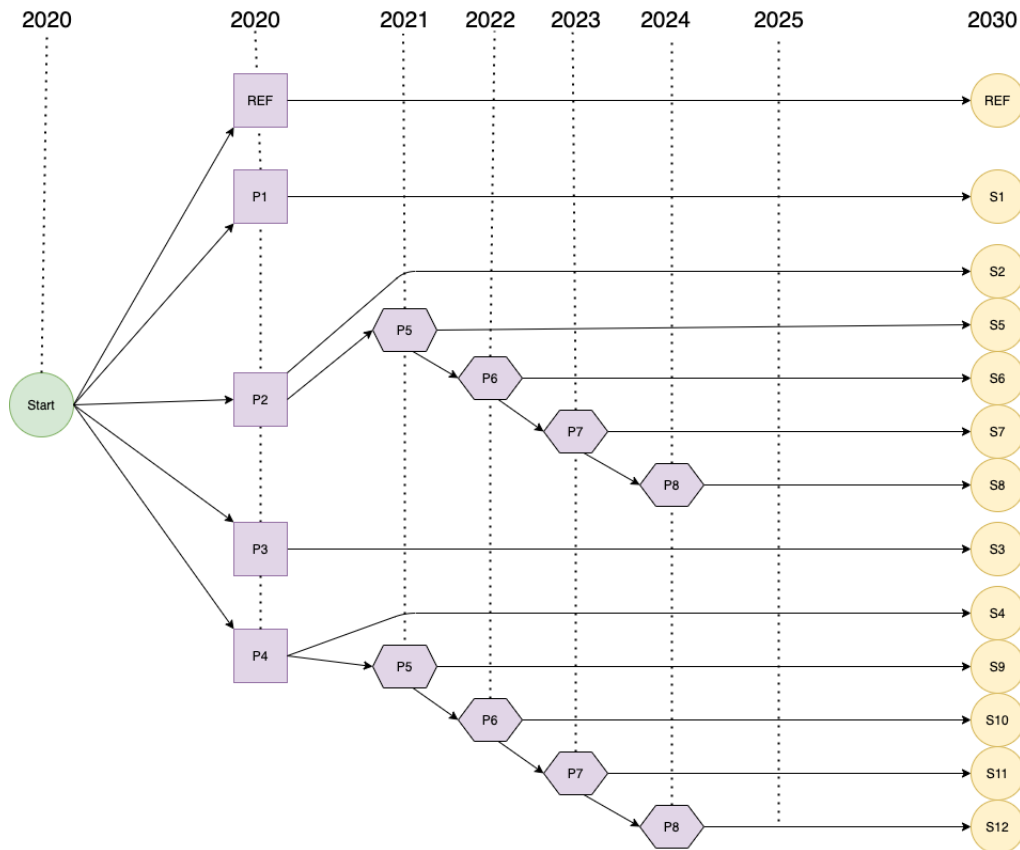 2020 2020 2021 2022 2023 2024 2025 2030
REF REF
P1 S1
S2
P5 S5
P6 S6
Start P2
P7 S7
P8 S8
P3 S3
S4
P4 P5 S9
P6 S10
P7 S11
P8 S12